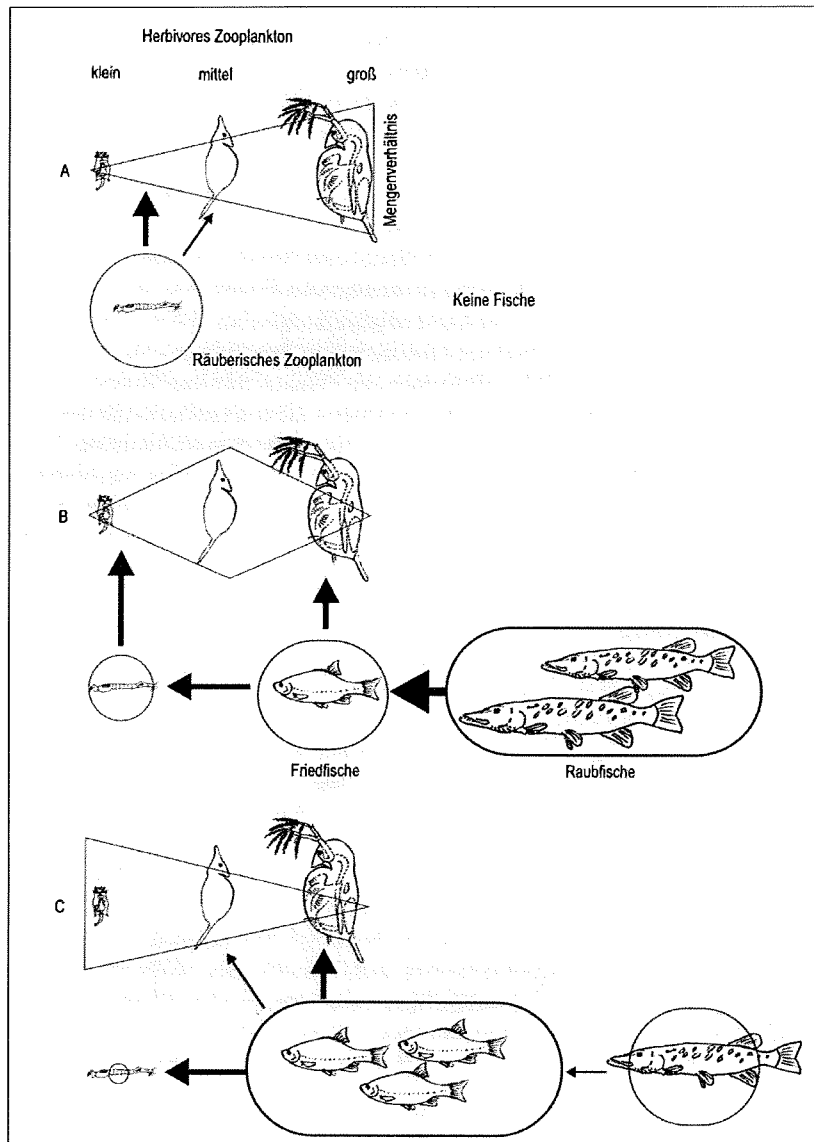 Herbivores Zooplankton
klein mittel groß
A
Mengenverhältnis
Keine Fische
Räuberisches Zooplankton
B
Friedfische Raubfische
C